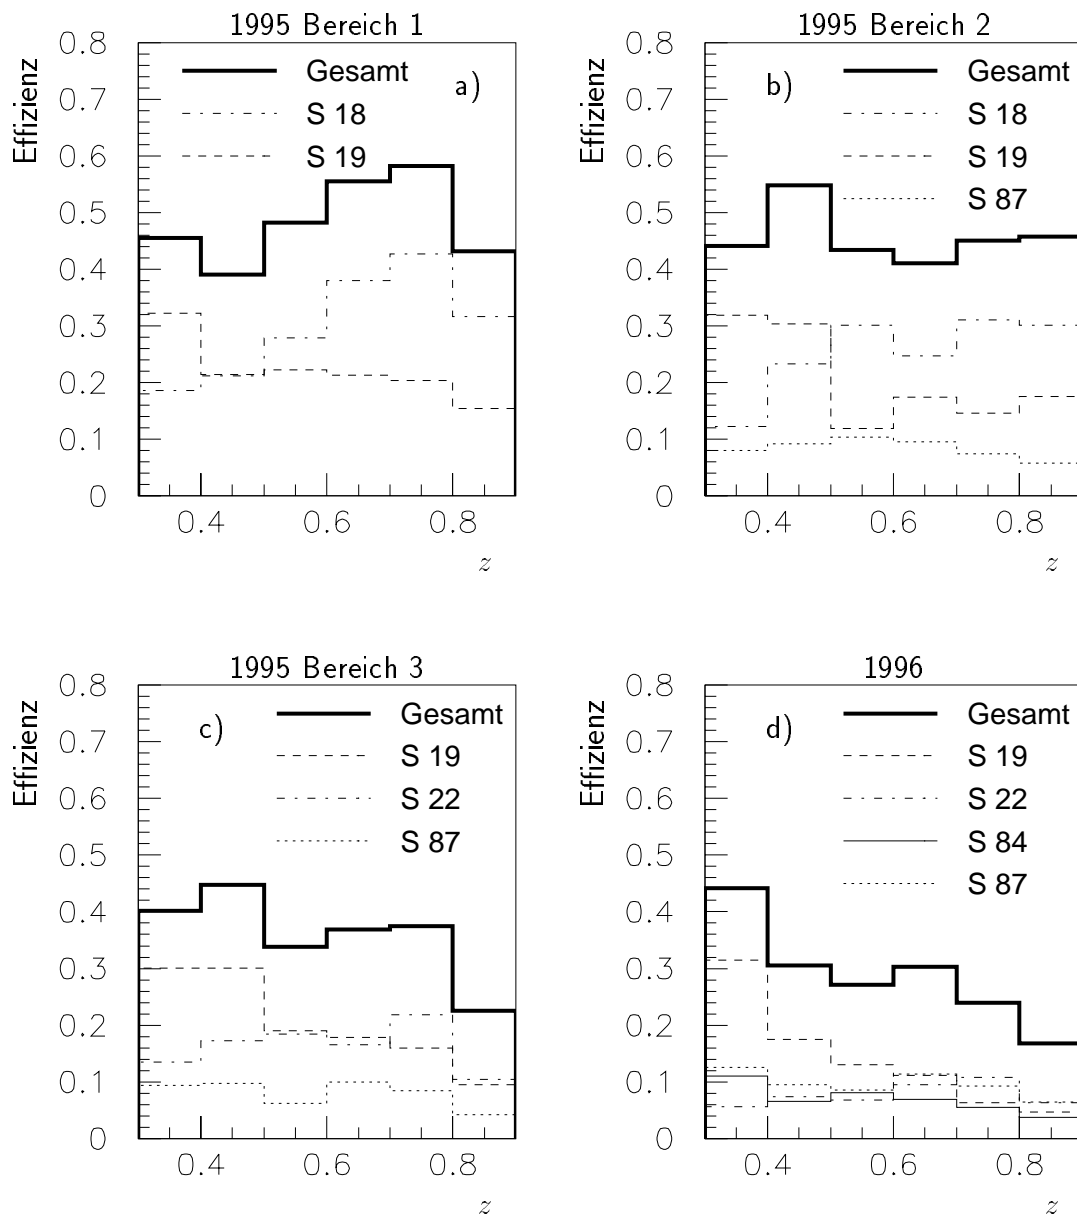 1995 Bereich 1
Effizienz
0.8
0.7
0.6
0.5
0.4
0.3
0.2
0.1
0
Gesamt
S 18
S 19
a)
0.4 0.6 0.8
z
1995 Bereich 2
Effizienz
0.8
0.7
0.6
0.5
0.4
0.3
0.2
0.1
0
b)
Gesamt
S 18
S 19
S 87
0.4 0.6 0.8
z
1995 Bereich 3
Effizienz
0.8
0.7
0.6
0.5
0.4
0.3
0.2
0.1
0
c)
Gesamt
S 19
S 22
S 87
0.4 0.6 0.8
z
1996
Effizienz
0.8
0.7
0.6
0.5
0.4
0.3
0.2
0.1
0
d)
Gesamt
S 19
S 22
S 84
S 87
0.4 0.6 0.8
z